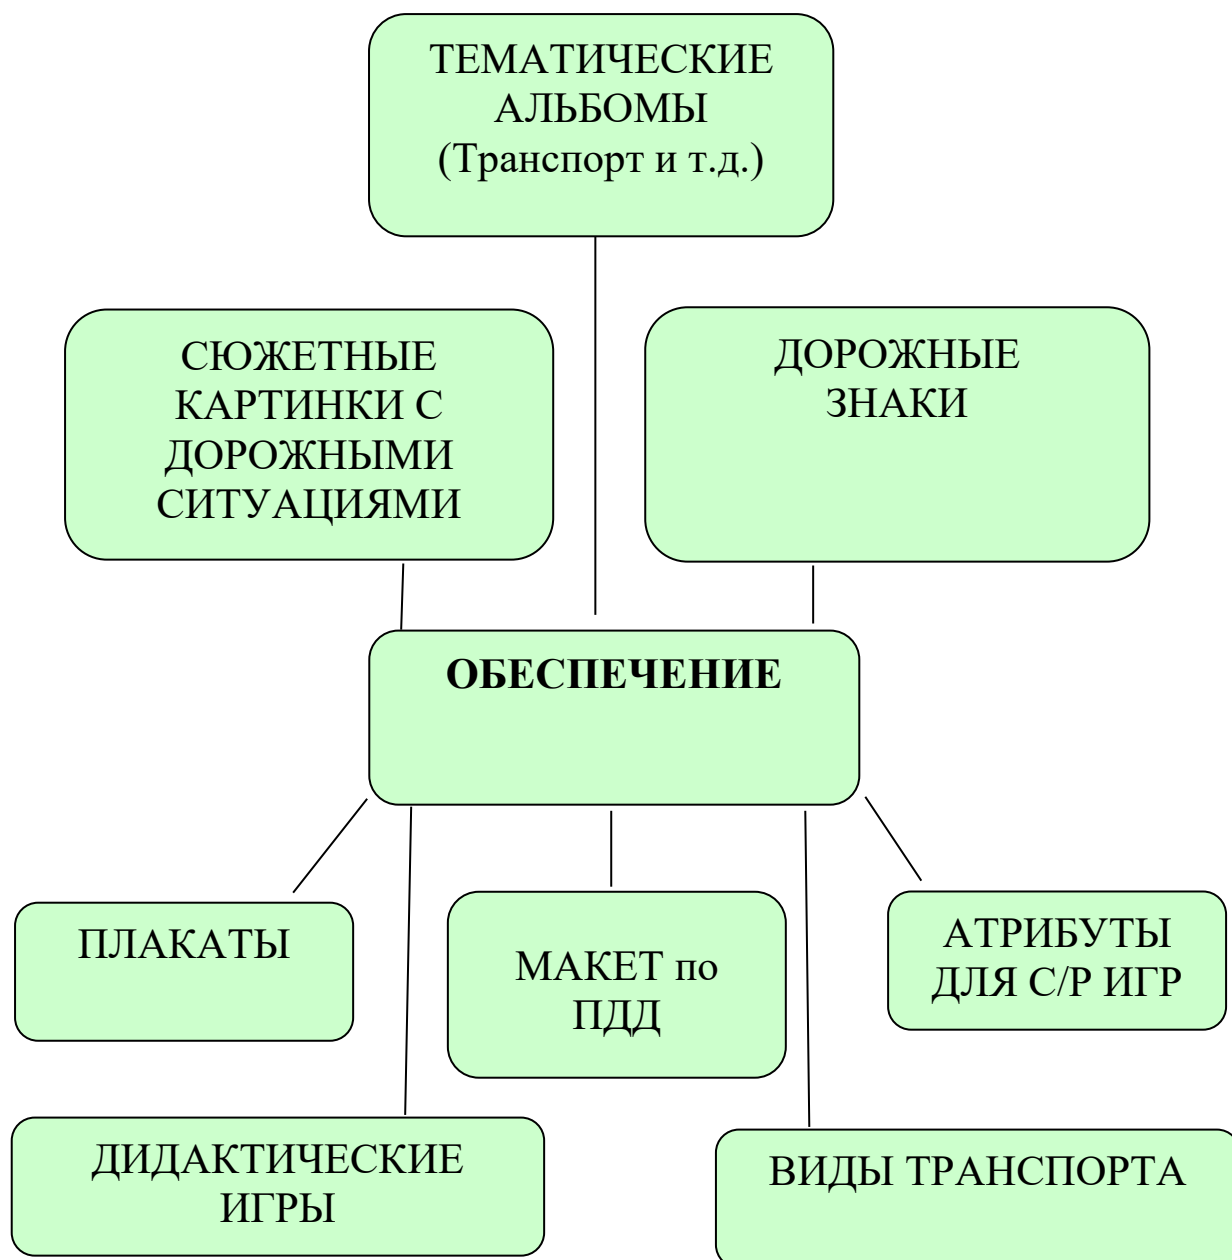 ТЕМАТИЧЕСКИЕ
АЛЬБОМЫ
(Транспорт и т.д.)
СЮЖЕТНЫЕ
КАРТИНКИ С
ДОРОЖНЫМИ
СИТУАЦИЯМИ
ДОРОЖНЫЕ
ЗНАКИ
ОБЕСПЕЧЕНИЕ
ПЛАКАТЫ
МАКЕТ по
ПДД
АТРИБУТЫ
ДЛЯ С/Р ИГР
ДИДАКТИЧЕСКИЕ
ИГРЫ
ВИДЫ ТРАНСПОРТА